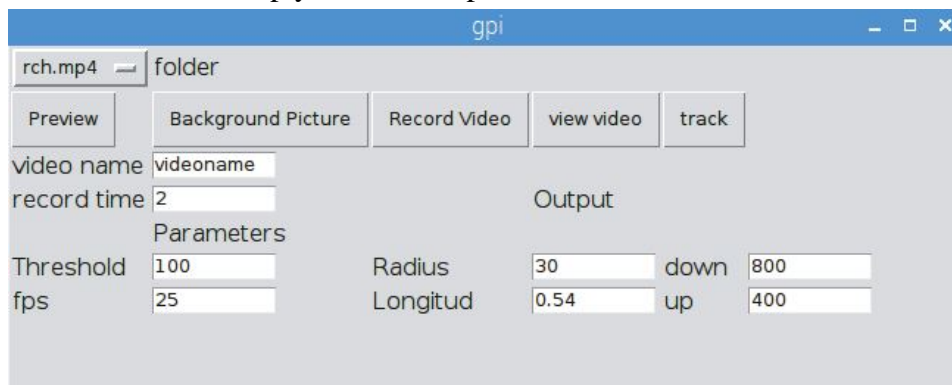 gpi
rch.mp4 folder
Preview Background Picture Record Video view video track
video name videoname
record time 2 Output
Parameters
Threshold 100 Radius 30 down 800
fps 25 Longitud 0.54 up 400